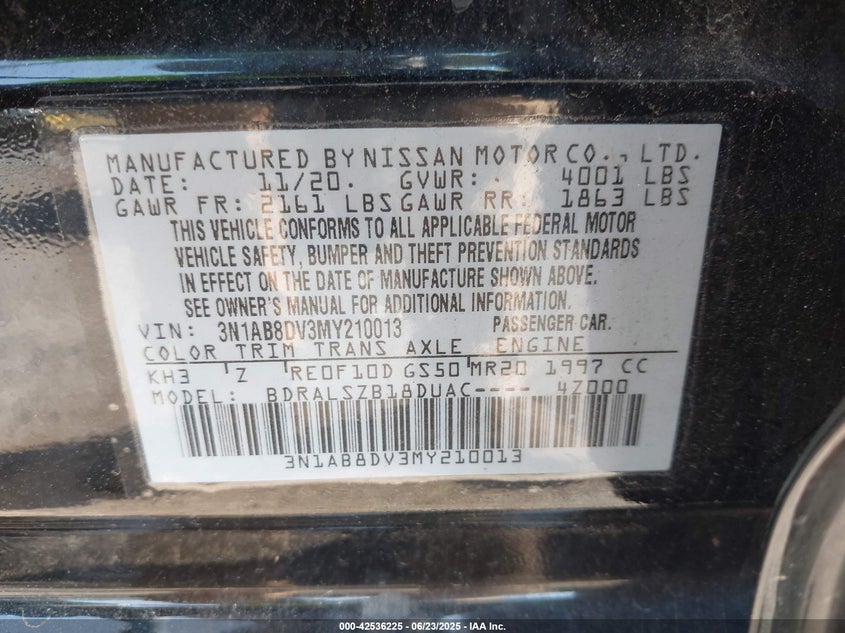 MANUFACTURED BY NISSAN MOTOR CO., LTD.
DATE: 11/20. GVWR: 4001 LBS
GAWR FR: 2161 LBS GAWR RR: 1863 LBS
THIS VEHICLE CONFORMS TO ALL APPLICABLE FEDERAL MOTOR
VEHICLE SAFETY, BUMPER AND THEFT PREVENTION STANDARDS
IN EFFECT ON THE DATE OF MANUFACTURE SHOWN ABOVE.
SEE OWNER'S MANUAL FOR ADDITIONAL INFORMATION.
VIN: 3N1AB8DV3MY210013 PASSENGER CAR.
COLOR TRIM TRANS AXLE ENGINE
KH3 Z RE0F10D GS50 MR20 1997 CC
MODEL: BDRALSZB18DUAC---- 4Z000
3N1AB8DV3MY210013
000-42536225 - 06/23/2025 - IAA Inc.